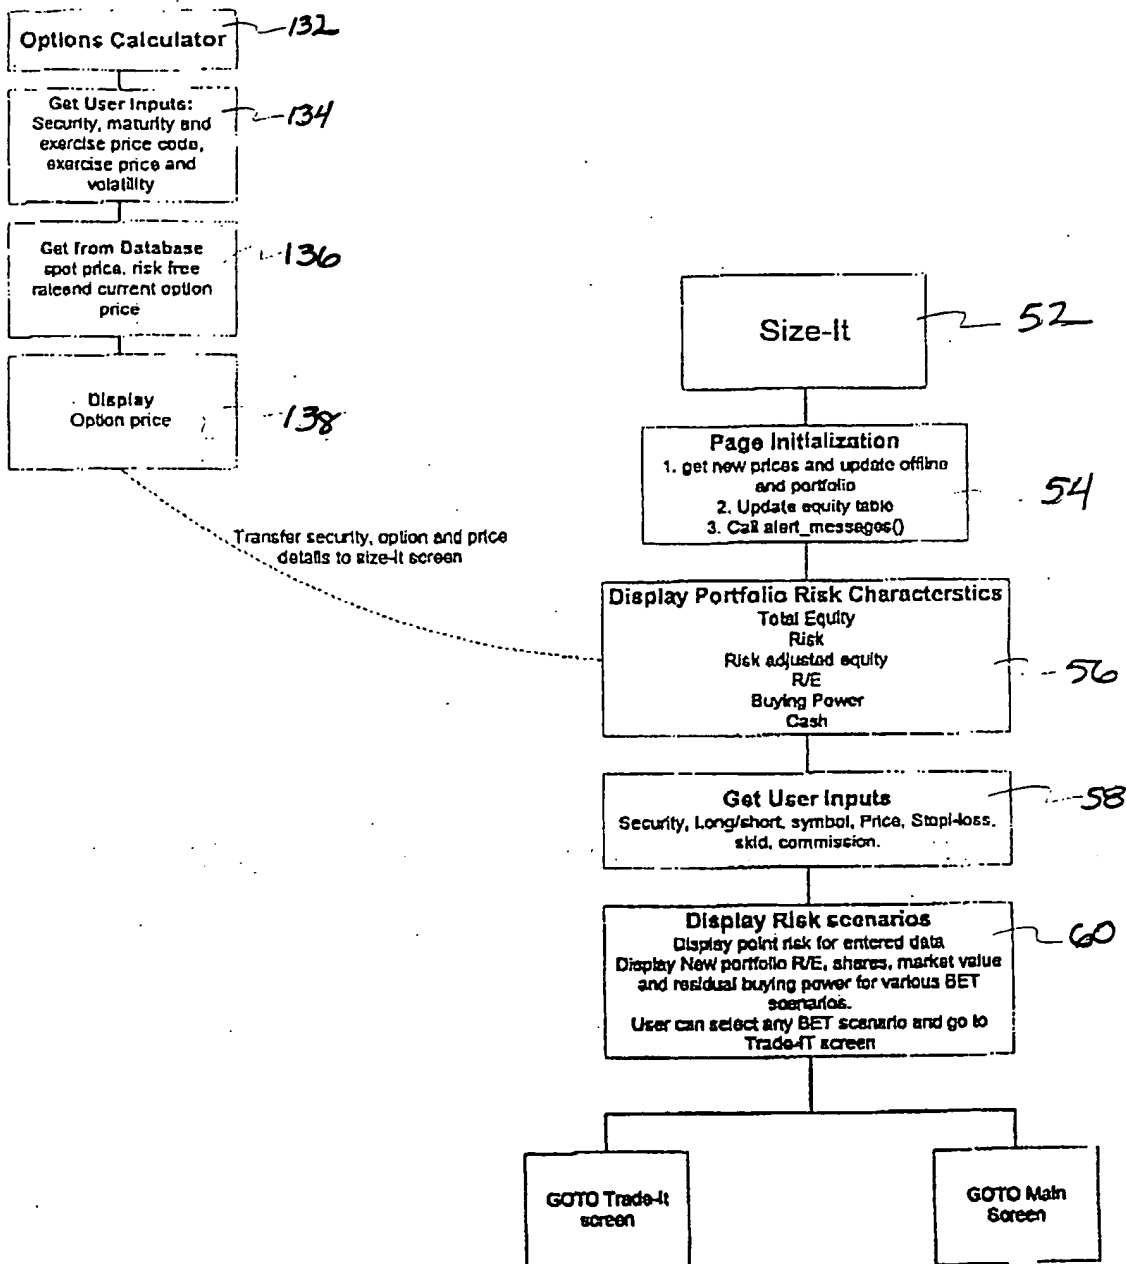 Options Calculator
132
Get User Inputs:
Security, maturity and
exercise price code,
exercise price and
volatility
134
Get from Database
spot price, risk free
rateand current option
price
136
Display
Option price
138
Transfer security, option and price
details to size-It screen
Size-It
52
Page Initialization
1. get new prices and update offline
and portfolio
2. Update equity table
3. Call alert_messages()
54
Display Portfolio Risk Characterstics
Total Equity
Risk
Risk adjusted equity
R/E
Buying Power
Cash
56
Get User Inputs
Security, Long/short, symbol, Price, Stopl-loss,
skid, commission.
58
Display Risk scenarios
Display point risk for entered data
Display New portfolio R/E, shares, market value
and residual buying power for various BET
scenarios.
User can select any BET scenario and go to
Trade-IT screen
60
GOTO Trade-It
screen
GOTO Main
Screen